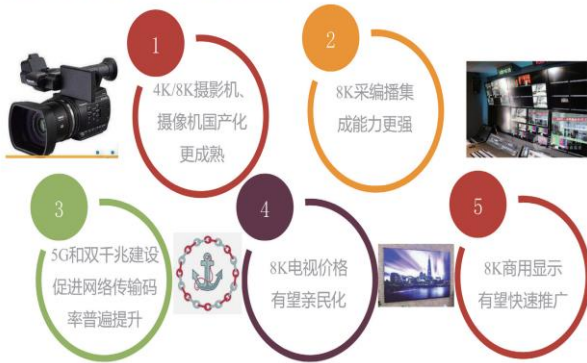 1
4K/8K摄影机、
摄像机国产化
更成熟
2
8K采编播集
成能力更强
3
5G和双千兆建设
促进网络传输码
率普遍提升
4
8K电视价格
有望亲民化
5
8K商用显示
有望快速推广